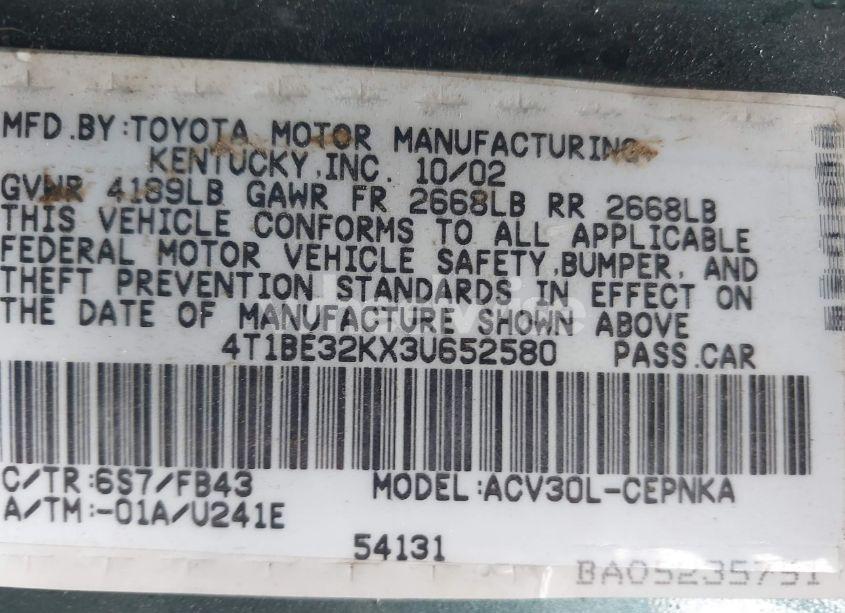 MFD.BY:TOYOTA MOTOR MANUFACTURING
KENTUCKY,INC. 10/02
GVWR 4189LB GAWR FR 2668LB RR 2668LB
THIS VEHICLE CONFORMS TO ALL APPLICABLE
FEDERAL MOTOR VEHICLE SAFETY,BUMPER, AND
THEFT PREVENTION STANDARDS IN EFFECT ON
THE DATE OF MANUFACTURE SHOWN ABOVE
4T1BE32KX3U652580 PASS.CAR
C/TR:6S7/FB43 MODEL:ACV30L-CEPNKA
A/TM:-01A/U241E
54131
BA05235751